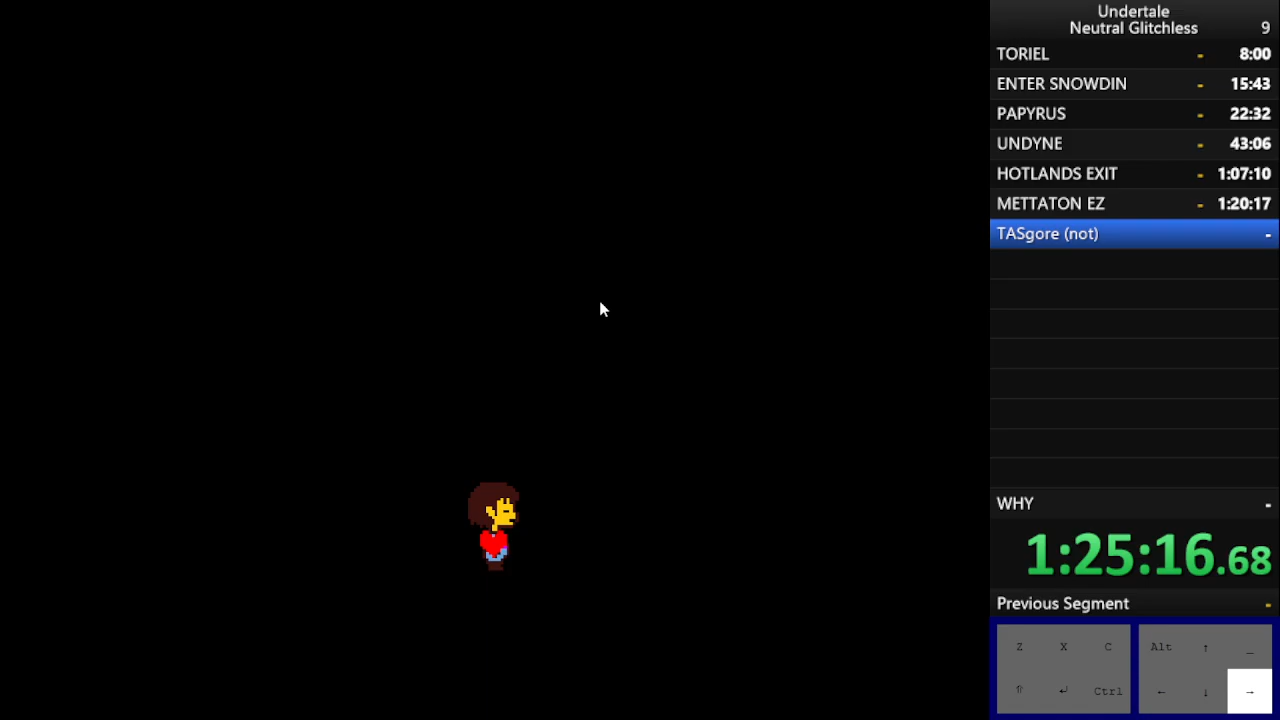 Undertale
Neutral Glitchless 9
TORIEL - 8:00
ENTER SNOWDIN - 15:43
PAPYRUS - 22:32
UNDYNE - 43:06
HOTLANDS EXIT - 1:07:10
METTATON EZ - 1:20:17
TASgore (not) -
WHY -
1:25:16.68
Previous Segment -
Z X C Alt ↑ _
⇧ ↵ Ctrl ← ↓ →